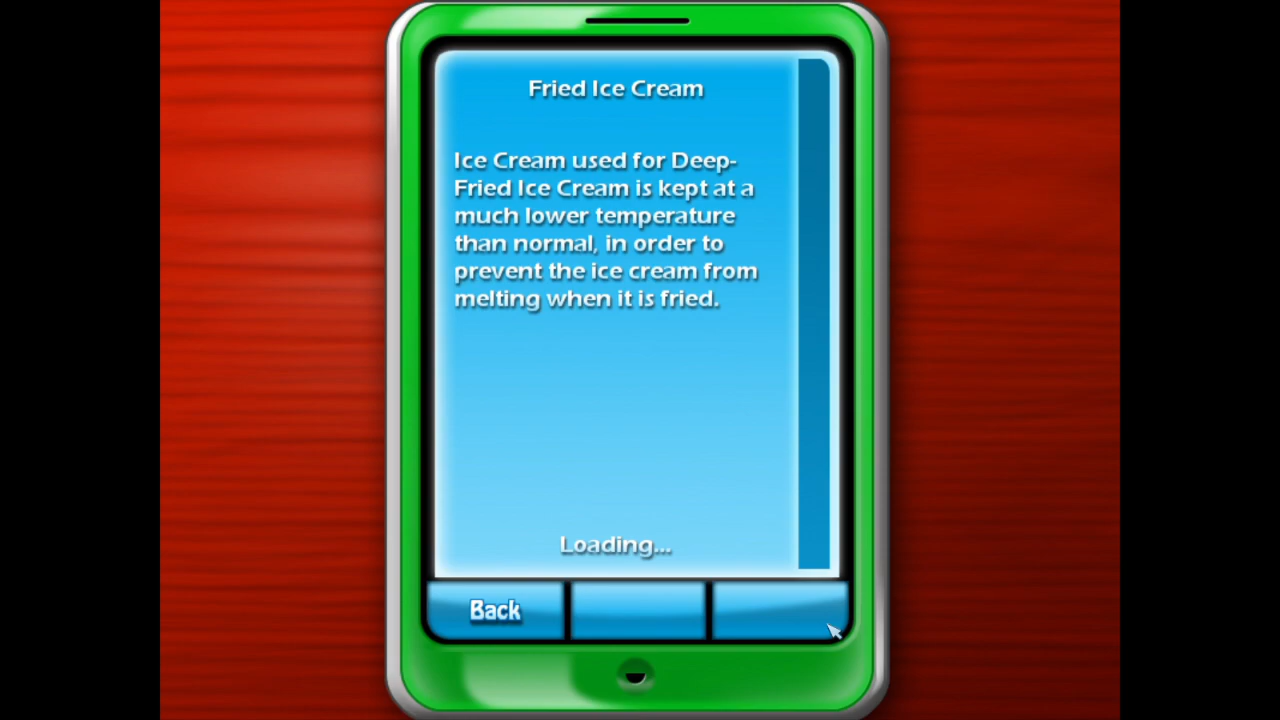 Fried Ice Cream
Ice Cream used for Deep-
Fried Ice Cream is kept at a
much lower temperature
than normal, in order to
prevent the ice cream from
melting when it is fried.
Loading...
Back